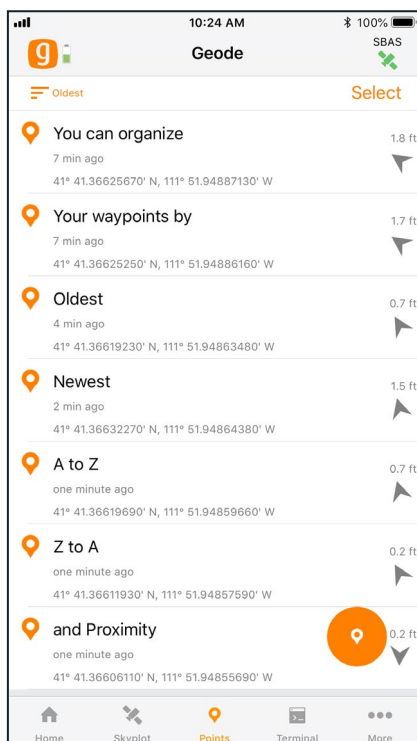 10:24 AM
100%
g
Geode
SBAS
Oldest
Select
You can organize
1.8 ft
7 min ago
41° 41.36625670' N, 111° 51.94887130' W
Your waypoints by
1.7 ft
7 min ago
41° 41.36625250' N, 111° 51.94886160' W
Oldest
0.7 ft
4 min ago
41° 41.36619230' N, 111° 51.94863480' W
Newest
1.5 ft
2 min ago
41° 41.36632270' N, 111° 51.94864380' W
A to Z
0.7 ft
one minute ago
41° 41.36619690' N, 111° 51.94859660' W
Z to A
0.2 ft
one minute ago
41° 41.36611930' N, 111° 51.94857590' W
and Proximity
0.2 ft
one minute ago
41° 41.36606110' N, 111° 51.94855690' W
Home Skyplot Points Terminal More